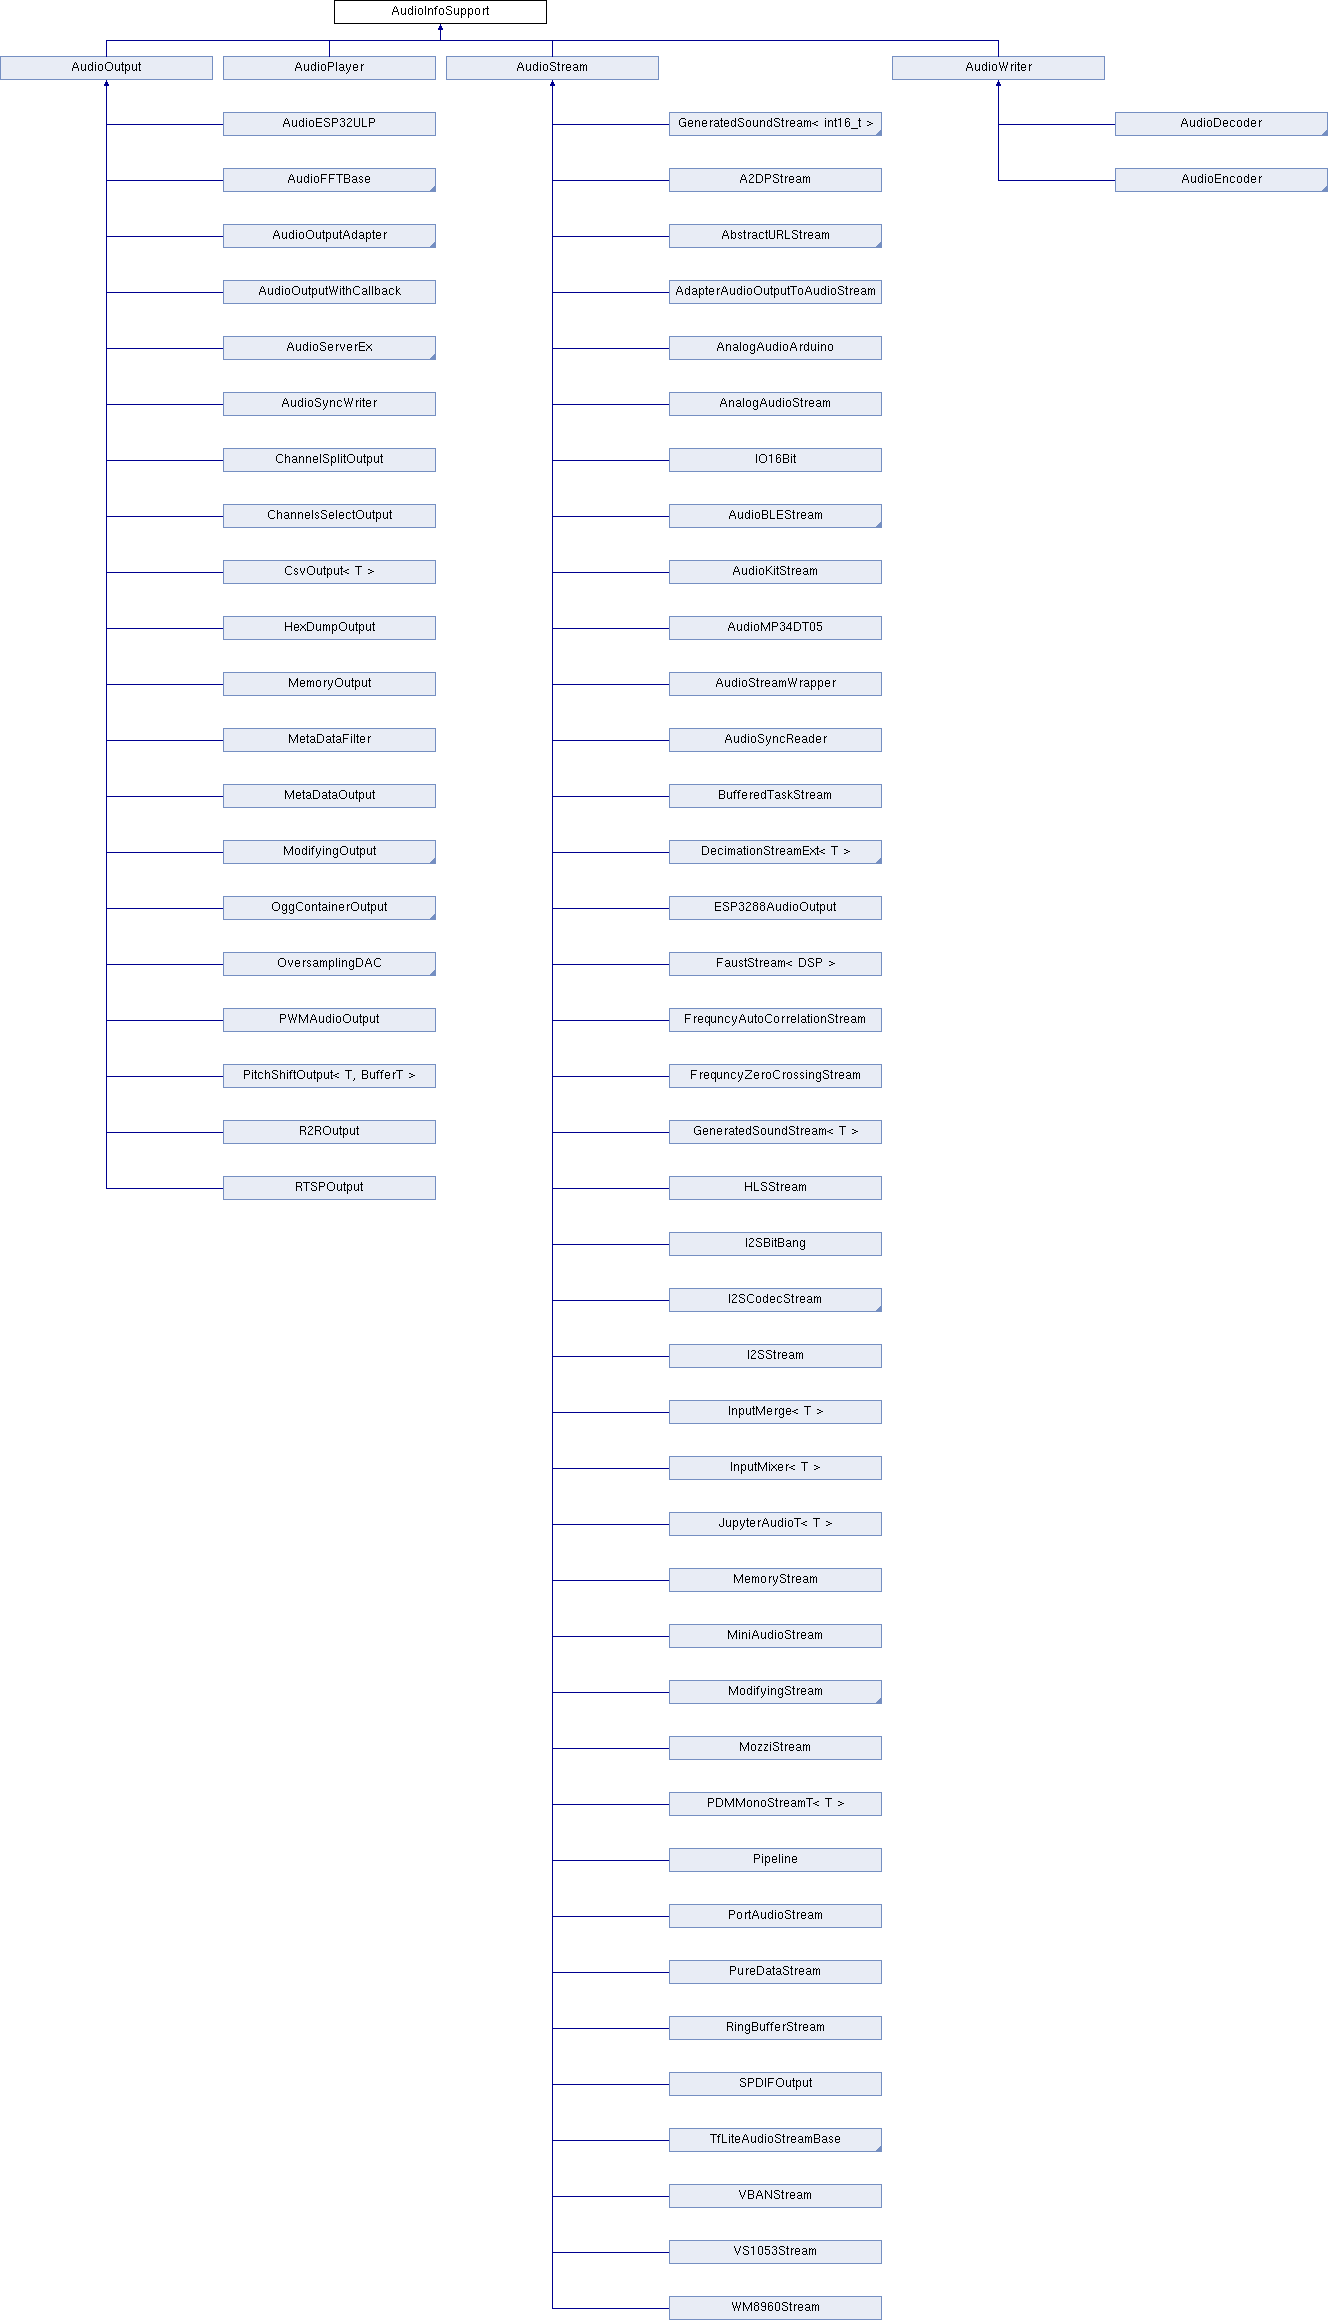 AudioInfoSupport
AudioOutput
AudioPlayer
AudioStream
AudioWriter
AudioESP32ULP
AudioFFTBase
AudioOutputAdapter
AudioOutputWithCallback
AudioServerEx
AudioSyncWriter
ChannelSplitOutput
ChannelsSelectOutput
CsvOutput< T >
HexDumpOutput
MemoryOutput
MetaDataFilter
MetaDataOutput
ModifyingOutput
OggContainerOutput
OversamplingDAC
PWMAudioOutput
PitchShiftOutput< T, BufferT >
R2ROutput
RTSPOutput
GeneratedSoundStream< int16_t >
A2DPStream
AbstractURLStream
AdapterAudioOutputToAudioStream
AnalogAudioArduino
AnalogAudioStream
IO16Bit
AudioBLEStream
AudioKitStream
AudioMP34DT05
AudioStreamWrapper
AudioSyncReader
BufferedTaskStream
DecimationStreamExt< T >
ESP3288AudioOutput
FaustStream< DSP >
FrequncyAutoCorrelationStream
FrequncyZeroCrossingStream
GeneratedSoundStream< T >
HLSStream
I2SBitBang
I2SCodecStream
I2SStream
InputMerge< T >
InputMixer< T >
JupyterAudioT< T >
MemoryStream
MiniAudioStream
ModifyingStream
MozziStream
PDMMonoStreamT< T >
Pipeline
PortAudioStream
PureDataStream
RingBufferStream
SPDIFOutput
TfLiteAudioStreamBase
VBANStream
VS1053Stream
WM8960Stream
AudioDecoder
AudioEncoder